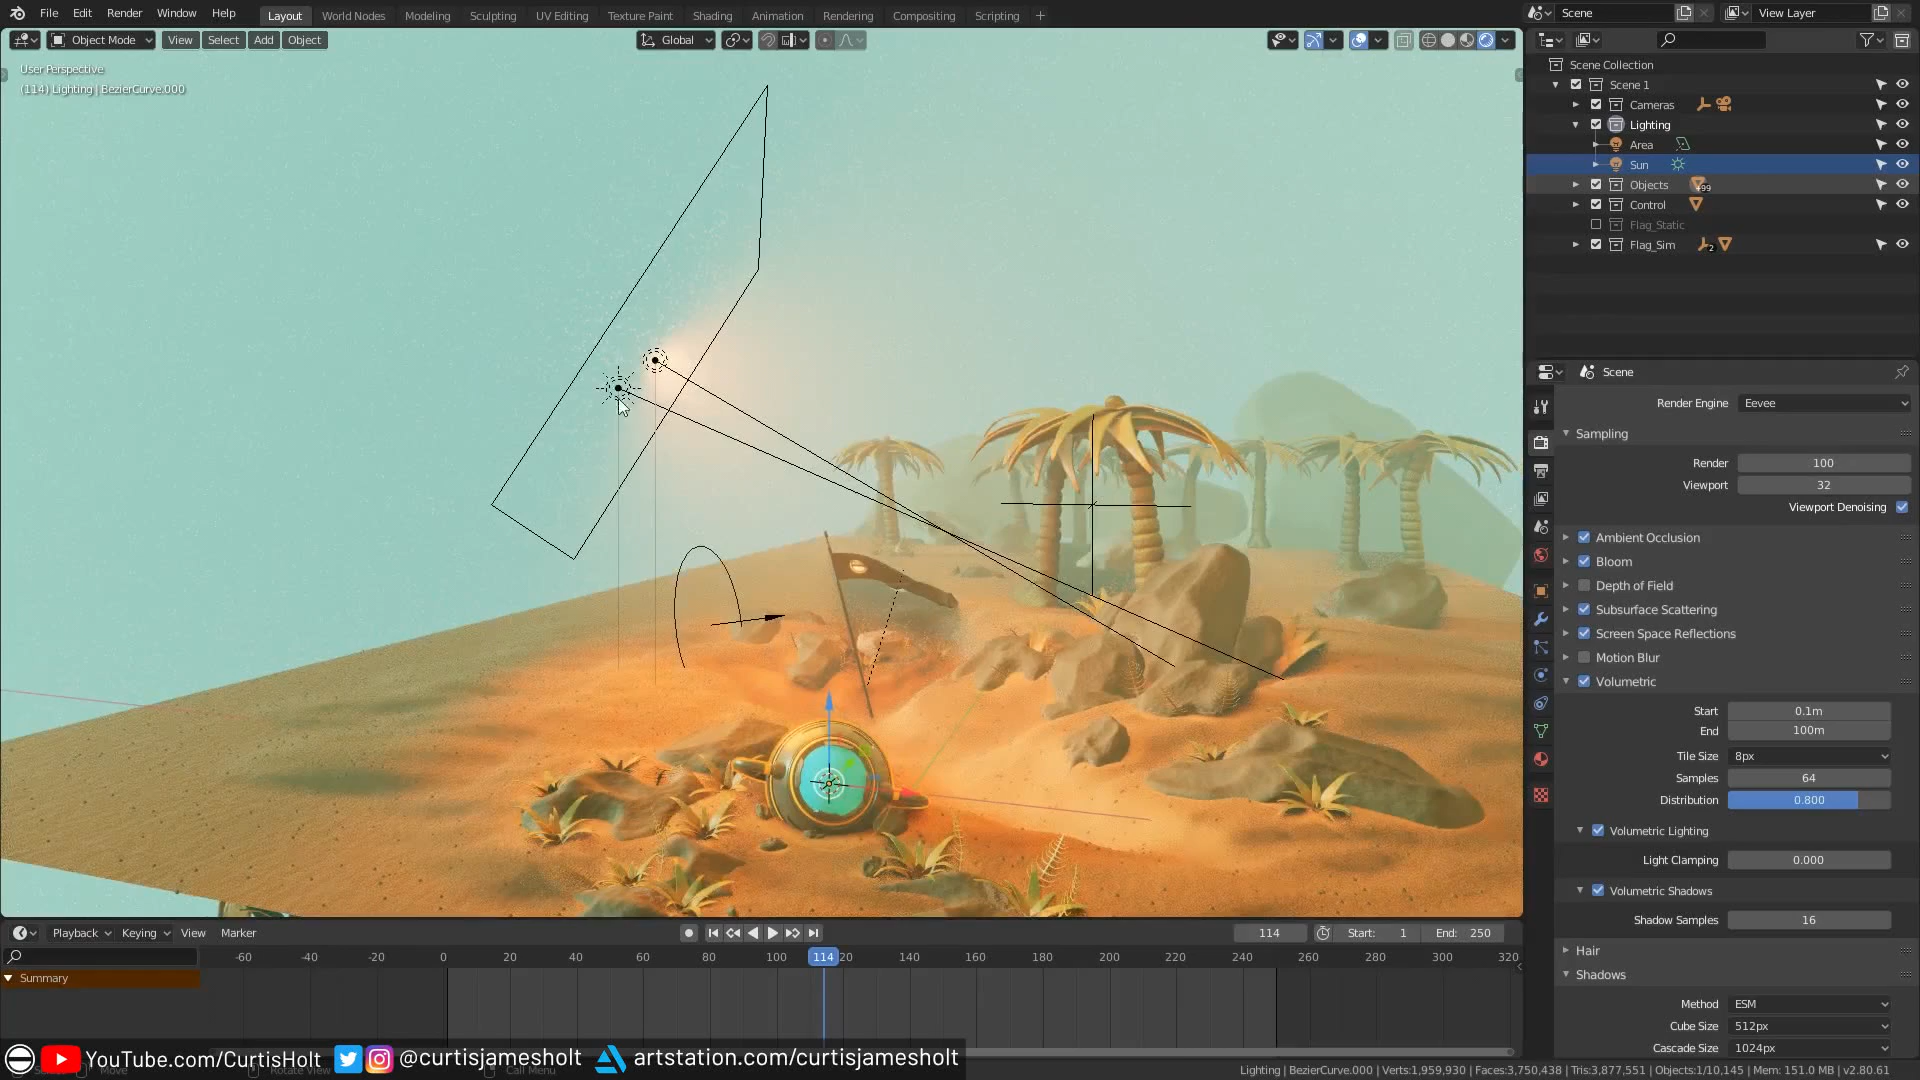 File Edit Render Window Help Layout World Nodes Modeling Sculpting UV Editing Texture Paint Shading Animation Rendering Compositing Scripting + Scene View Layer
Object Mode View Select Add Object Global
User Perspective
(114) Lighting | BezierCurve.000
Scene Collection
Scene 1
Cameras
Lighting
Area
Sun
Objects +99
Control
Flag_Static
Flag_Sim 2
Scene
Render Engine Eevee
Sampling
Render 100
Viewport 32
Viewport Denoising
Ambient Occlusion
Bloom
Depth of Field
Subsurface Scattering
Screen Space Reflections
Motion Blur
Volumetric
Start 0.1m
End 100m
Tile Size 8px
Samples 64
Distribution 0.800
Volumetric Lighting
Light Clamping 0.000
Volumetric Shadows
Shadow Samples 16
Hair
Shadows
Method ESM
Cube Size 512px
Cascade Size 1024px
Playback Keying View Marker 114 Start: 1 End: 250
-60 -40 -20 0 20 40 60 80 100 114 20 140 160 180 200 220 240 260 280 300 320
Summary
YouTube.com/CurtisHolt @curtisjamesholt artstation.com/curtisjamesholt
Move Rotate View Call Menu
Lighting | BezierCurve.000 | Verts:1,959,930 | Faces:3,750,438 | Tris:3,877,551 | Objects:1/10,145 | Mem: 151.0 MB | v2.80.61